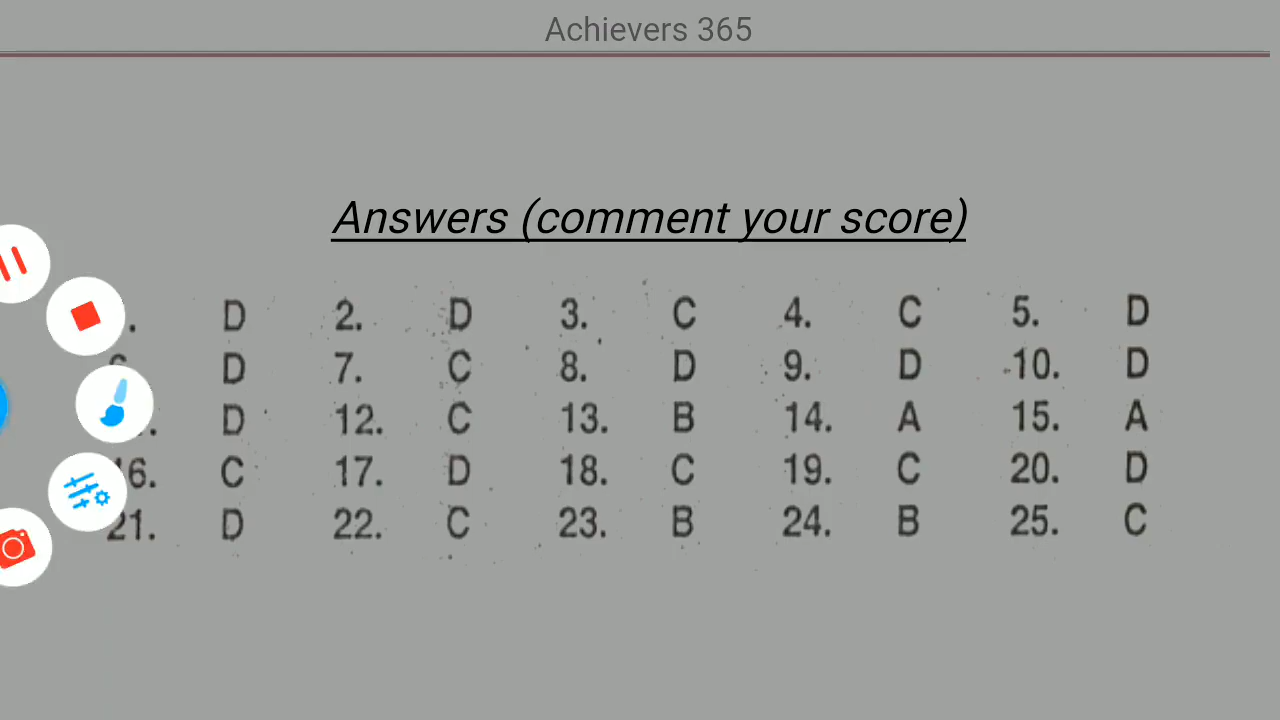 Achievers 365
Answers (comment your score)
. D 2. D 3. C 4. C 5. D
D 7. C 8. D 9. D 10. D
. D 12. C 13. B 14. A 15. A
16. C 17. D 18. C 19. C 20. D
21. D 22. C 23. B 24. B 25. C